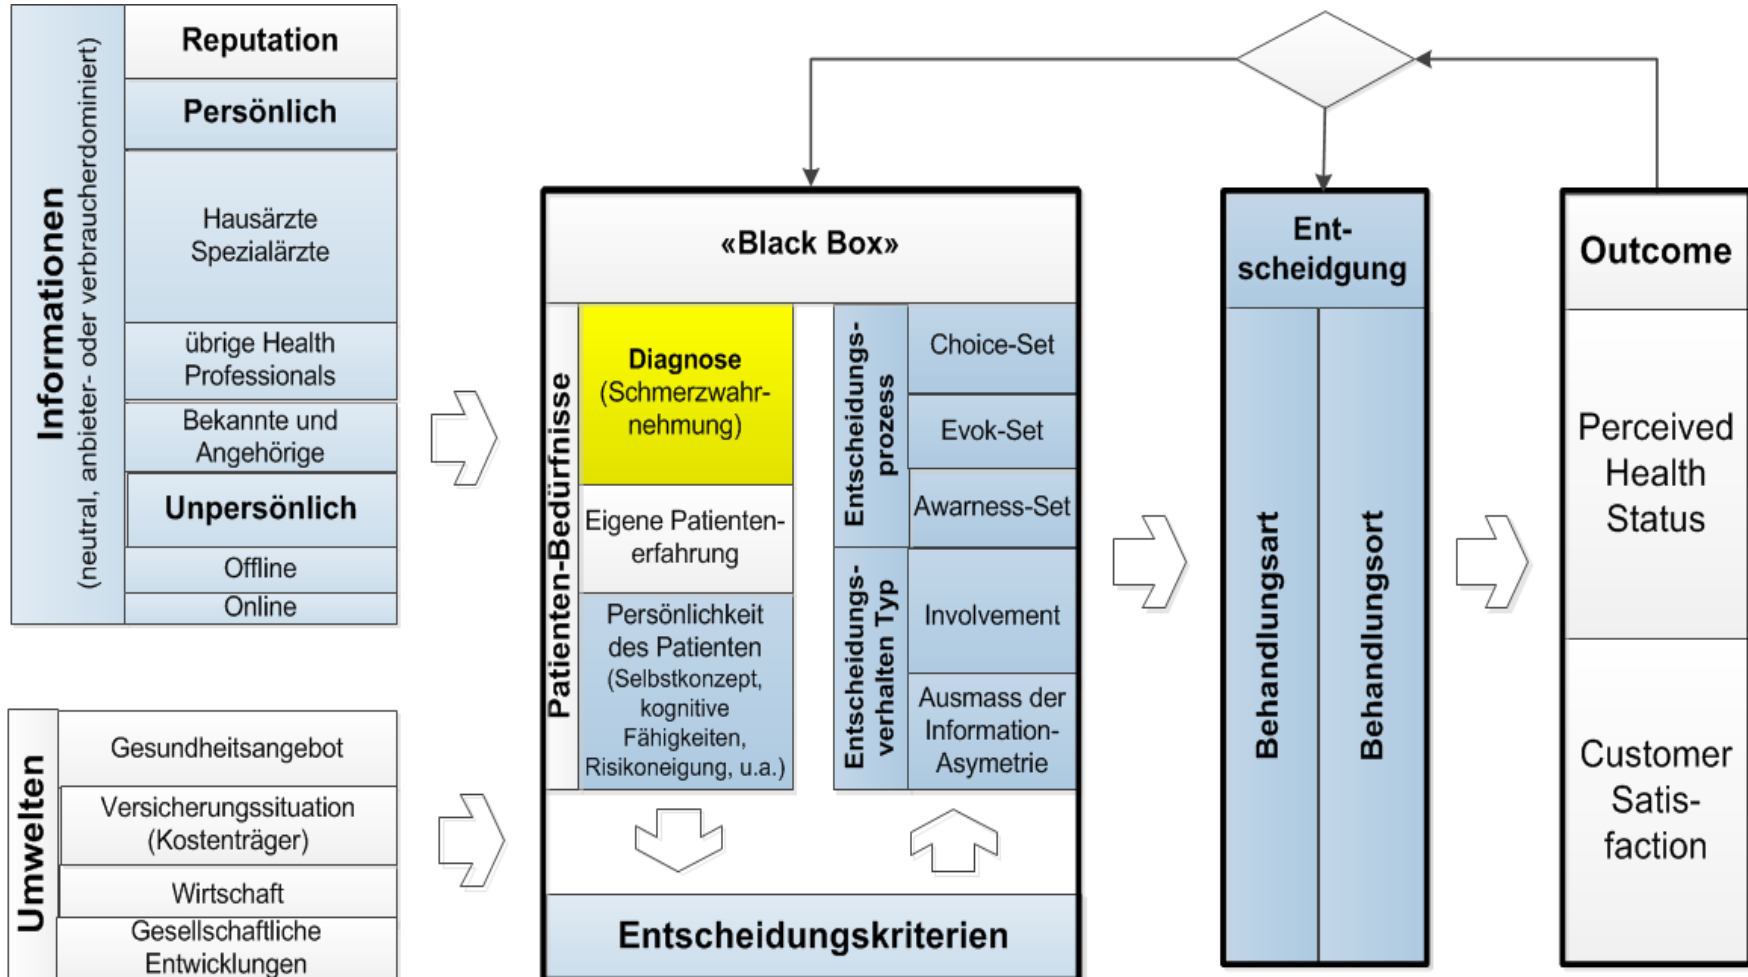 Informationen
(neutral, anbieter- oder verbraucherdominiert)
Reputation
Persönlich
Hausärzte
Spezialärzte
übrige Health
Professionals
Bekannte und
Angehörige
Unpersönlich
Offline
Online
Umwelten
Gesundheitsangebot
Versicherungssituation
(Kostenträger)
Wirtschaft
Gesellschaftliche
Entwicklungen
«Black Box»
Patienten-Bedürfnisse
Diagnose
(Schmerzwahr-
nehmung)
Eigene Patienten-
erfahrung
Persönlichkeit
des Patienten
(Selbstkonzept,
kognitive
Fähigkeiten,
Risikoneigung, u.a.)
Entscheidungs-
prozess
Choice-Set
Evok-Set
Awarness-Set
Entscheidungs-
verhalten Typ
Involvement
Ausmass der
Information-
Asymetrie
Entscheidungskriterien
Ent-
scheidgung
Behandlungsart
Behandlungsort
Outcome
Perceived
Health
Status
Customer
Satis-
faction